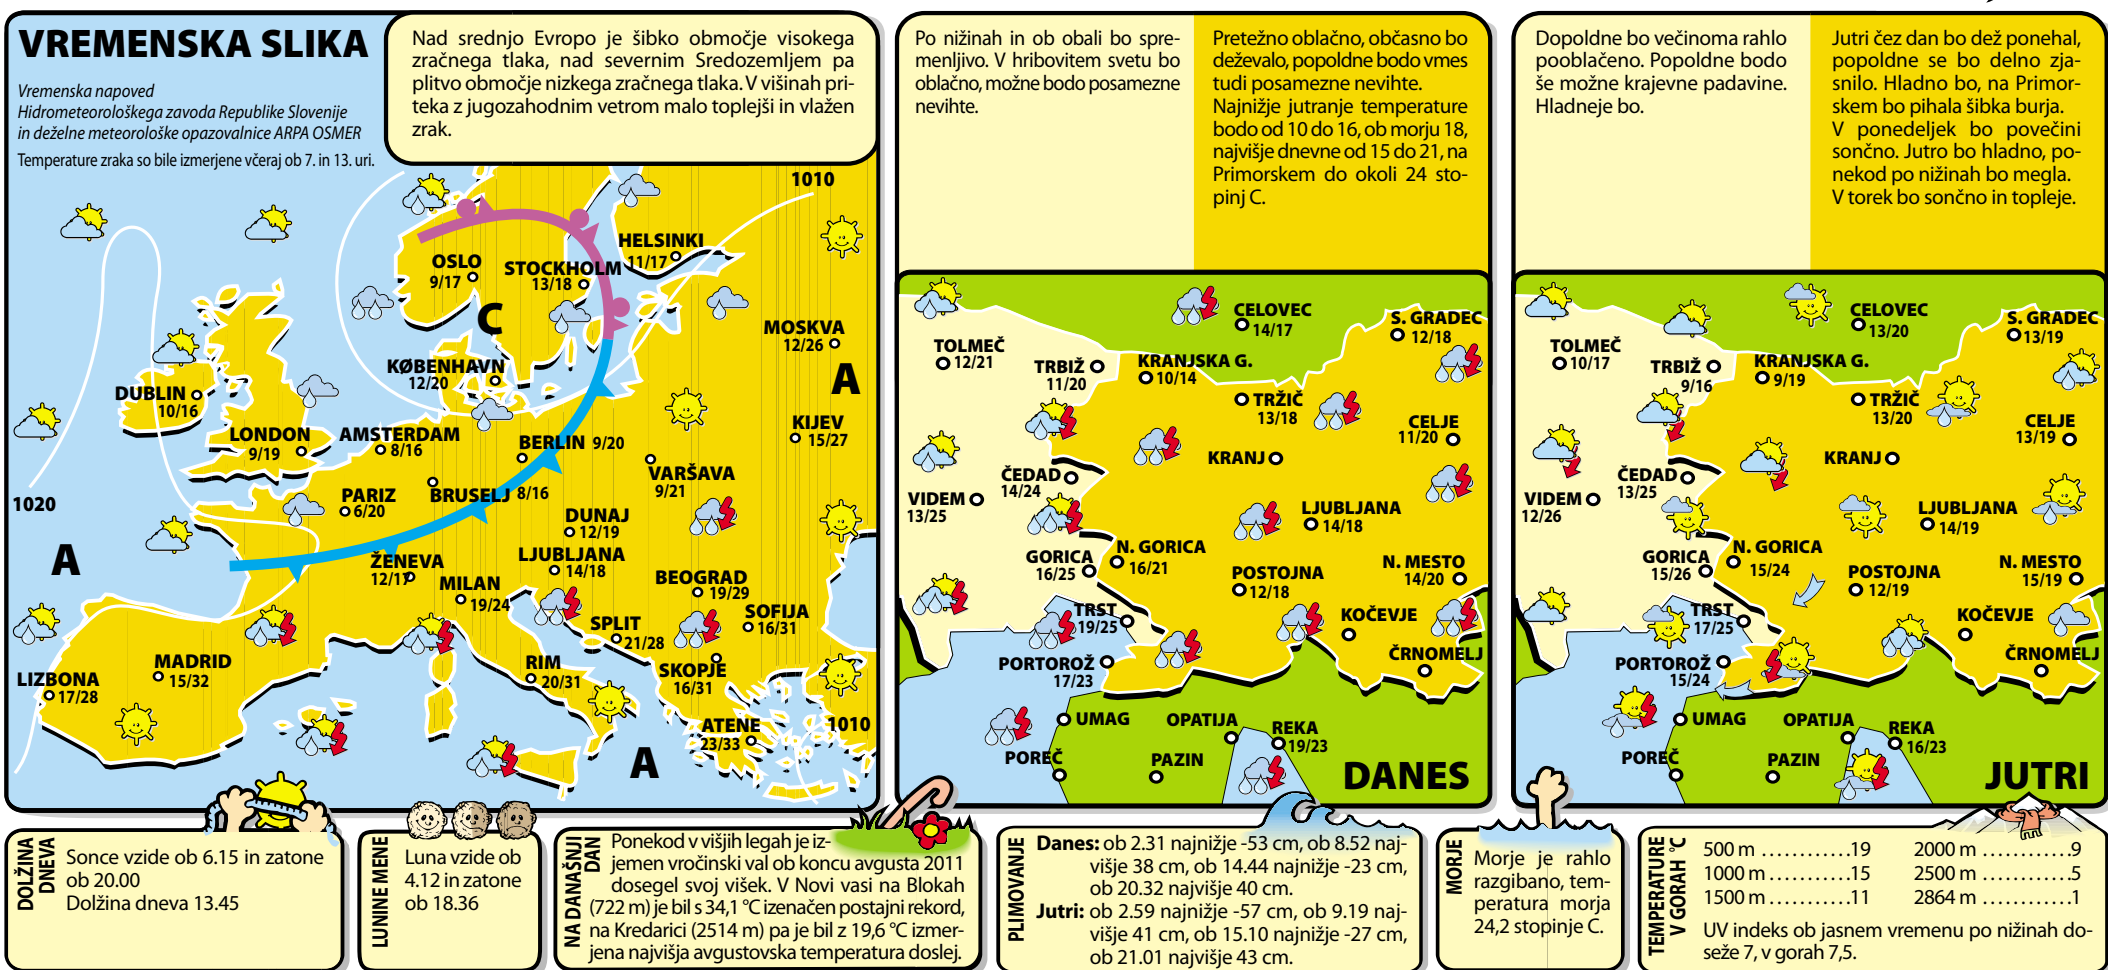 VREMENSKA SLIKA
Vremenska napoved
Hidrometeorološkega zavoda Republike Slovenije
in deželne meteorološke opazovalnice ARPA OSMER
Temperature zraka so bile izmerjene včeraj ob 7. in 13. uri.
Nad srednjo Evropo je šibko območje visokega
zračnega tlaka, nad severnim Sredozemljem pa
plitvo območje nizkega zračnega tlaka. V višinah pri-
teka z jugozahodnim vetrom malo toplejši in vlažen
zrak.
1010
HELSINKI
11/17
OSLO
9/17
STOCKHOLM
13/18
C
MOSKVA
12/26
KØBENHAVN
12/20
A
DUBLIN
10/16
KIJEV
15/27
LONDON
9/19
AMSTERDAM
8/16
BERLIN 9/20
VARŠAVA
9/21
1020
PARIZ
6/20
BRUSELJ 8/16
DUNAJ
12/19
A
ŽENEVA
12/17
LJUBLJANA
14/18
MILAN
19/24
BEOGRAD
19/29
SOFIJA
16/31
SPLIT
21/28
MADRID
15/32
RIM
20/31
SKOPJE
16/31
LIZBONA
17/28
ATENE
23/33
1010
A
Po nižinah in ob obali bo spre-
menljivo. V hribovitem svetu bo
oblačno, možne bodo posamezne
nevihte.
Pretežno oblačno, občasno bo
deževalo, popoldne bodo vmes
tudi posamezne nevihte.
Najnižje jutranje temperature
bodo od 10 do 16, ob morju 18,
najvišje dnevne od 15 do 21, na
Primorskem do okoli 24 sto-
pinj C.
CELOVEC
14/17
S. GRADEC
12/18
TOLMEČ
12/21
TRBIŽ
11/20
KRANJSKA G.
10/14
TRŽIČ
13/18
CELJE
11/20
KRANJ
ČEDAD
14/24
VIDEM
13/25
LJUBLJANA
14/18
GORICA
16/25
N. GORICA
16/21
POSTOJNA
12/18
N. MESTO
14/20
TRST
19/25
KOČEVJE
PORTOROŽ
17/23
ČRNOMELJ
UMAG
OPATIJA
REKA
19/23
POREČ
PAZIN
DANES
Dopoldne bo večinoma rahlo
pooblačeno. Popoldne bodo
še možne krajevne padavine.
Hladneje bo.
Jutri čez dan bo dež ponehal,
popoldne se bo delno zja-
snilo. Hladno bo, na Primor-
skem bo pihala šibka burja.
V ponedeljek bo povečini
sončno. Jutro bo hladno, po-
nekod po nižinah bo megla.
V torek bo sončno in topleje.
CELOVEC
13/20
S. GRADEC
13/19
TOLMEČ
10/17
TRBIŽ
9/16
KRANJSKA G.
9/19
TRŽIČ
13/20
CELJE
13/19
KRANJ
ČEDAD
13/25
VIDEM
12/26
LJUBLJANA
14/19
GORICA
15/26
N. GORICA
15/24
POSTOJNA
12/19
N. MESTO
15/19
TRST
17/25
KOČEVJE
PORTOROŽ
15/24
ČRNOMELJ
UMAG
OPATIJA
REKA
16/23
POREČ
PAZIN
JUTRI
DOLŽINA
DNEVA
Sonce vzide ob 6.15 in zatone
ob 20.00
Dolžina dneva 13.45
LUNINE MENE
Luna vzide ob
4.12 in zatone
ob 18.36
NA DANAŠNJI
DAN
Ponekod v višjih legah je iz-
jemen vročinski val ob koncu avgusta 2011
dosegel svoj višek. V Novi vasi na Blokah
(722 m) je bil s 34,1 °C izenačen postajni rekord,
na Kredarici (2514 m) pa je bil z 19,6 °C izmer-
jena najvišja avgustovska temperatura doslej.
PLIMOVANJE
Danes: ob 2.31 najnižje -53 cm, ob 8.52 naj-
višje 38 cm, ob 14.44 najnižje -23 cm,
ob 20.32 najvišje 40 cm.
Jutri: ob 2.59 najnižje -57 cm, ob 9.19 naj-
višje 41 cm, ob 15.10 najnižje -27 cm,
ob 21.01 najvišje 43 cm.
MORJE
Morje je rahlo
razgibano, tem-
peratura morja
24,2 stopinje C.
TEMPERATURE
V GORAH °C
500 m ............19
1000 m ............15
1500 m ............11
2000 m ............9
2500 m ............5
2864 m ............1
UV indeks ob jasnem vremenu po nižinah do-
seže 7, v gorah 7,5.